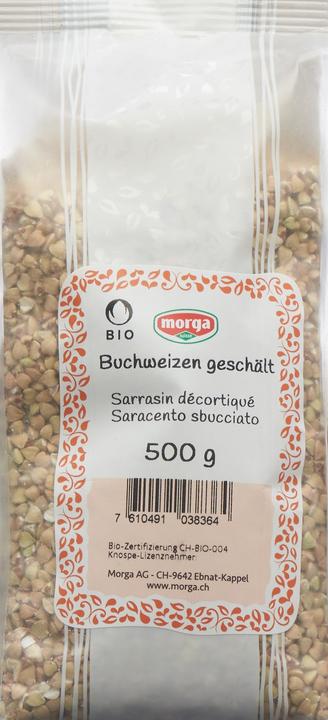 BIO
morga
Buchweizen geschält
Sarrasin décortiqué
Saracento sbucciato
500 g
7 610491 038364
Bio-Zertifizierung CH-BIO-004
Knospe-Lizenznehmer:
Morga AG - CH-9642 Ebnat-Kappel
www.morga.ch